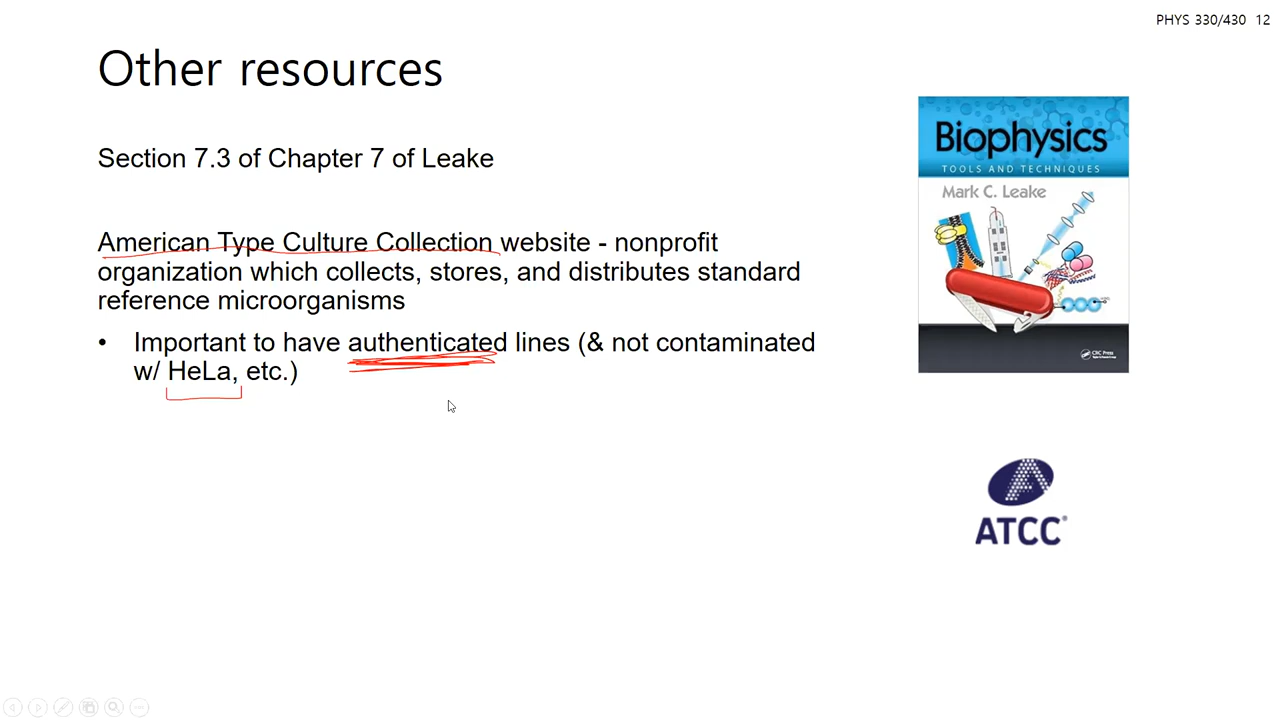 PHYS 330/430 12
Other resources
Section 7.3 of Chapter 7 of Leake
American Type Culture Collection website - nonprofit
organization which collects, stores, and distributes standard
reference microorganisms
• Important to have authenticated lines (& not contaminated
w/ HeLa, etc.)
Biophysics
TOOLS AND TECHNIQUES
Mark C. Leake
CRC Press
ATCC®